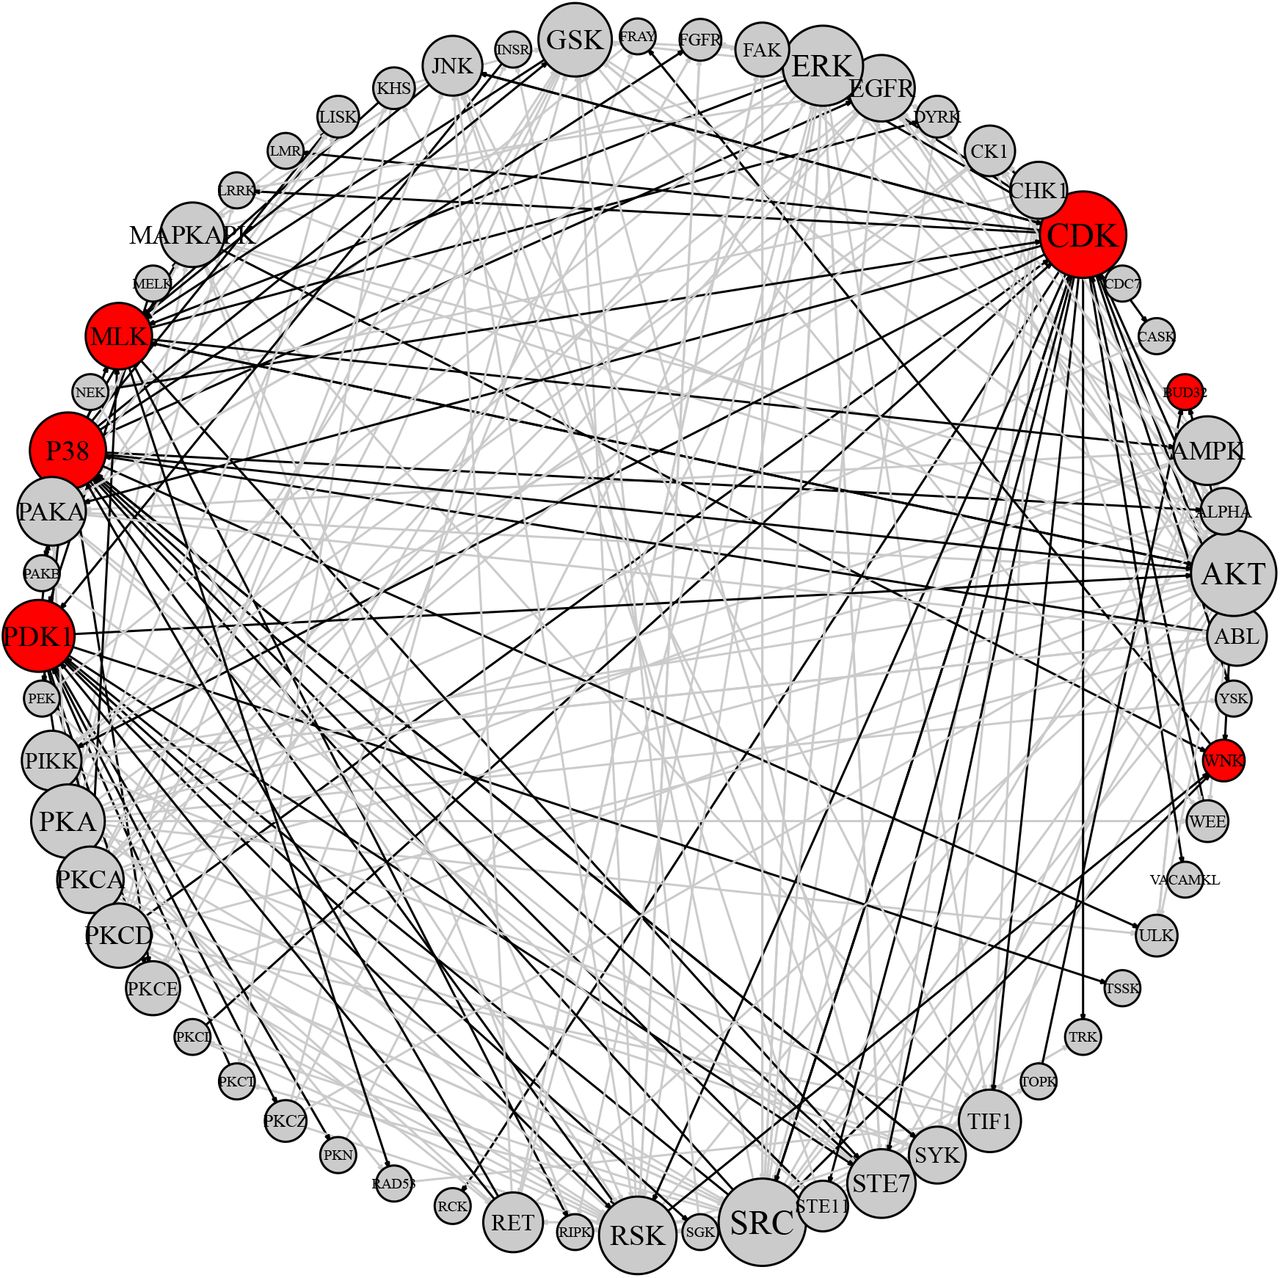 GSK
FRAY
FGFR
FAK
ERK
EGFR
DYRK
CK1
CHK1
CDK
CDC7
CASK
BUD32
AMPK
ALPHA
AKT
ABL
YSK
WNK
WEE
VACAMKL
ULK
TSSK
TRK
TOPK
TIF1
SYK
STE7
STE11
SRC
SGK
RSK
RIPK
RET
RCK
RAD53
PKN
PKCZ
PKCT
PKCI
PKCE
PKCD
PKCA
PKA
PIKK
PEK
PDK1
PAKB
PAKA
P38
NEK
MLK
MELK
MAPKAPK
LRRK
LMR
LISK
KHS
JNK
INSR